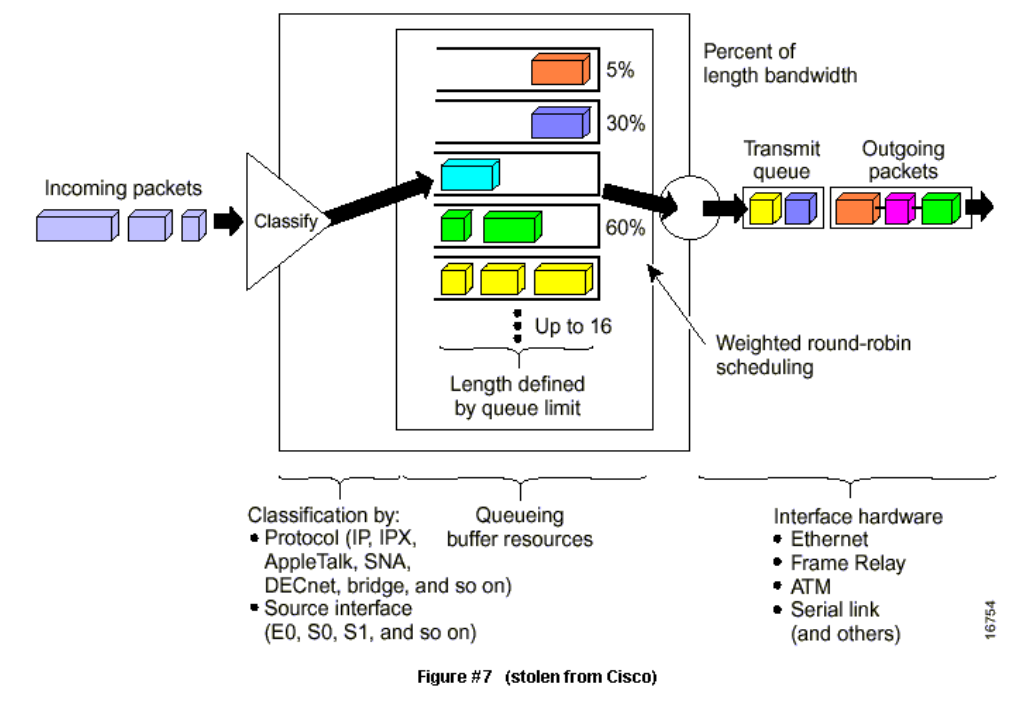 Percent of
length bandwidth
5%
30%
Transmit
queue
Outgoing
packets
Incoming packets
Classify
60%
Up to 16
Weighted round-robin
scheduling
Length defined
by queue limit
Classification by:
• Protocol (IP, IPX,
AppleTalk, SNA,
DECnet, bridge, and so on)
• Source interface
(E0, S0, S1, and so on)
Queueing
buffer resources
Interface hardware
• Ethernet
• Frame Relay
• ATM
• Serial link
(and others)
16754
Figure #7 (stolen from Cisco)